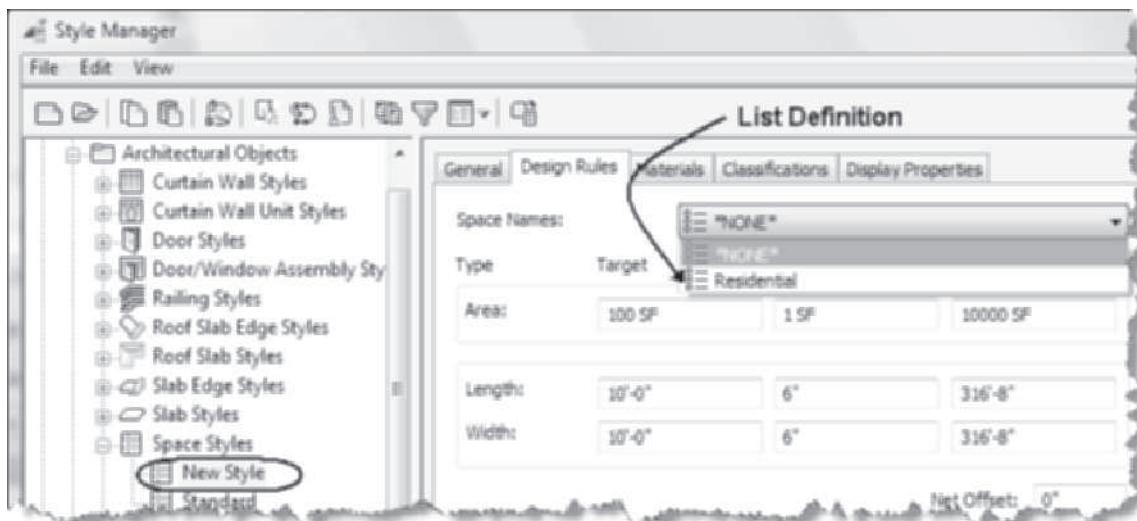 Style Manager
File Edit View
List Definition
Architectural Objects
Curtain Wall Styles
Curtain Wall Unit Styles
Door Styles
Door/Window Assembly Sty
Railing Styles
Roof Slab Edge Styles
Roof Slab Styles
Slab Edge Styles
Slab Styles
Space Styles
New Style
Standard
General Design Rules Materials Classifications Display Properties
Space Names: *NONE*
*NONE*
Type Target Residential
Area: 100 SF 1 SF 10000 SF
Length: 10'-0" 6" 316'-8"
Width: 10'-0" 6" 316'-8"
Net Offset: 0"